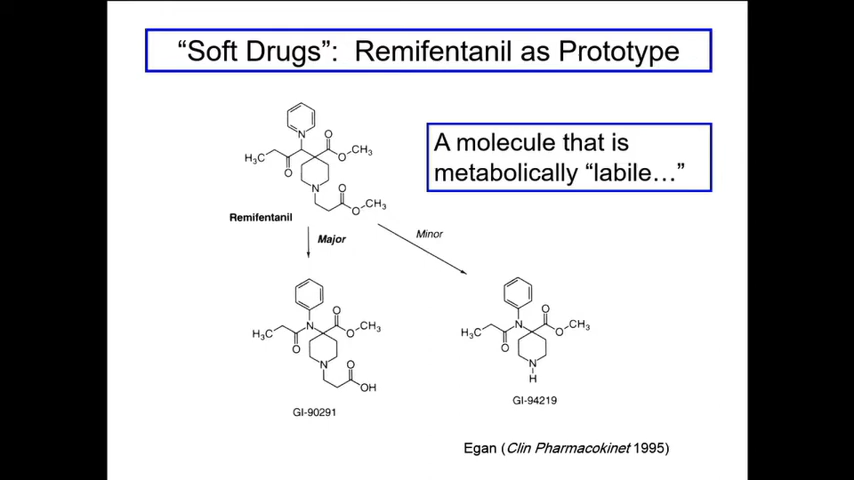 “Soft Drugs”: Remifentanil as Prototype
A molecule that is
metabolically “labile…”
N
O
H₃C
O
O
CH₃
N
O
O
CH₃
Remifentanil
Major
Minor
N
O
H₃C
O
O
CH₃
N
O
OH
GI-90291
N
O
H₃C
O
O
CH₃
N
H
GI-94219
Egan (Clin Pharmacokinet 1995)